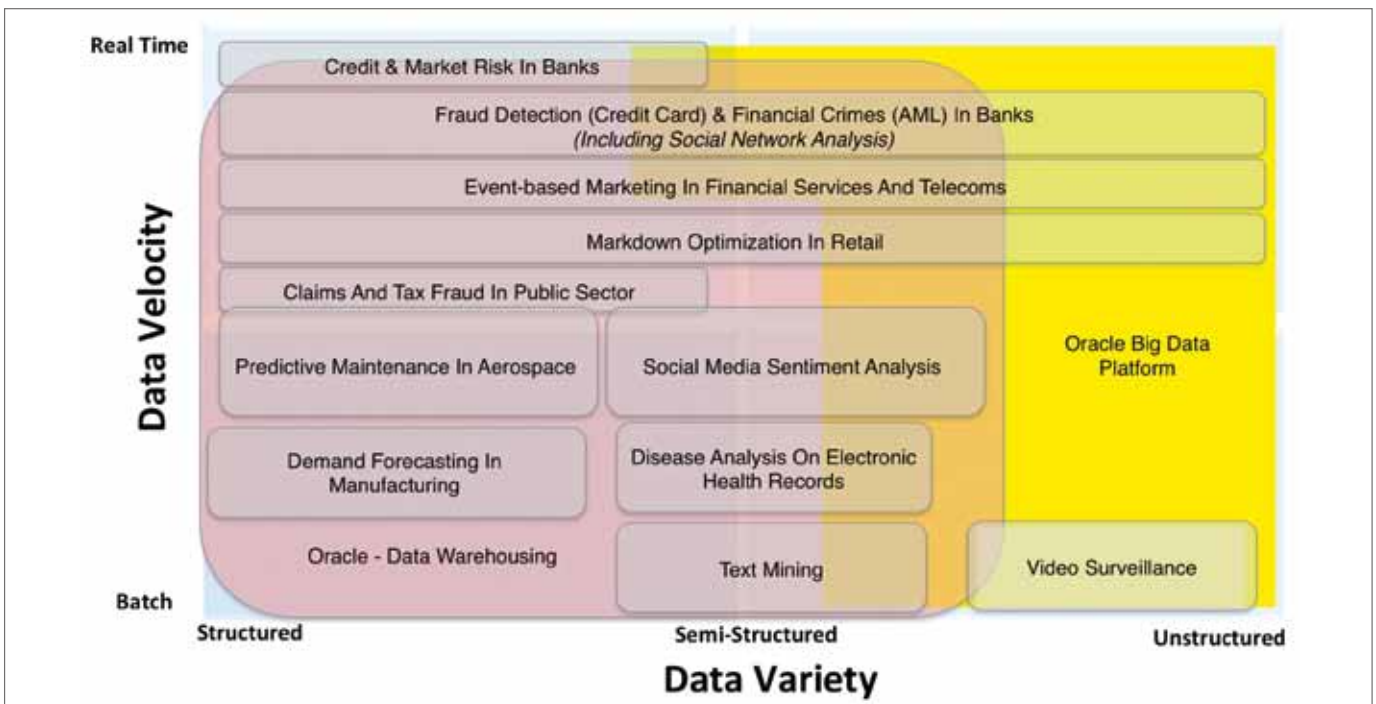 Real Time
Credit & Market Risk In Banks
Fraud Detection (Credit Card) & Financial Crimes (AML) In Banks
(Including Social Network Analysis)
Event-based Marketing In Financial Services And Telecoms
Markdown Optimization In Retail
Claims And Tax Fraud In Public Sector
Data Velocity
Predictive Maintenance In Aerospace
Social Media Sentiment Analysis
Oracle Big Data
Platform
Demand Forecasting In
Manufacturing
Disease Analysis On Electronic
Health Records
Oracle - Data Warehousing
Text Mining
Video Surveillance
Batch
Structured
Semi-Structured
Unstructured
Data Variety